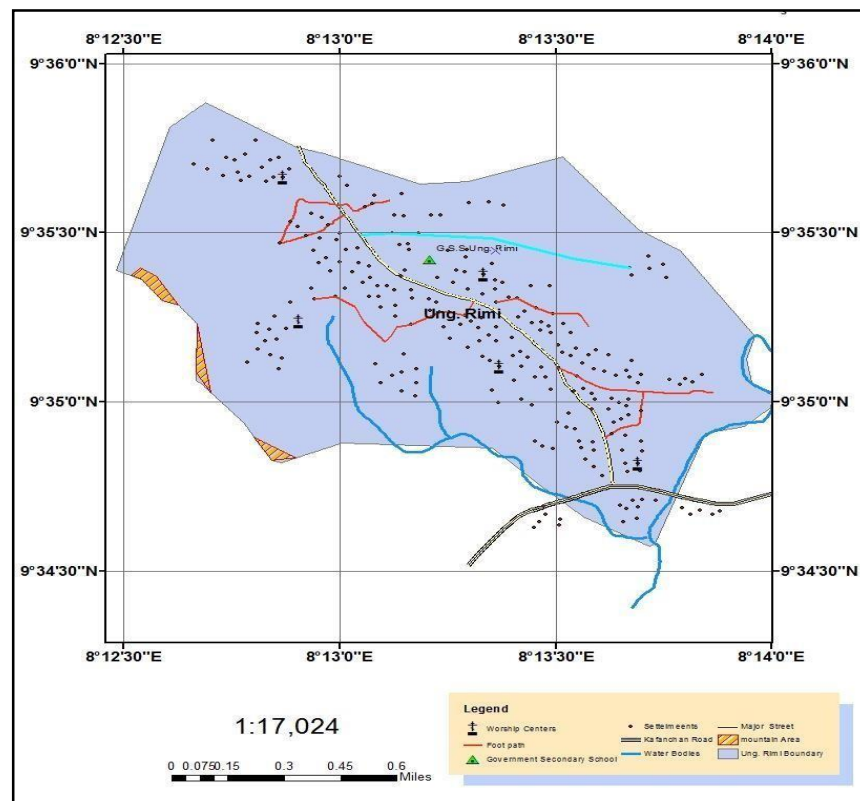 8°12'30"E 8°13'0"E 8°13'30"E 8°14'0"E
9°36'0"N 9°36'0"N
9°35'30"N 9°35'30"N
G.S.S Ung. Rimi
Ung. Rimi
9°35'0"N 9°35'0"N
9°34'30"N 9°34'30"N
8°12'30"E 8°13'0"E 8°13'30"E 8°14'0"E
1:17,024
0 0.075 0.15 0.3 0.45 0.6
Miles
Legend
Worship Centers
Foot path
Government Secondary School
Settelments
Kafanchan Road
Water Bodies
Major Street
mountain Area
Ung. Rimi Boundary